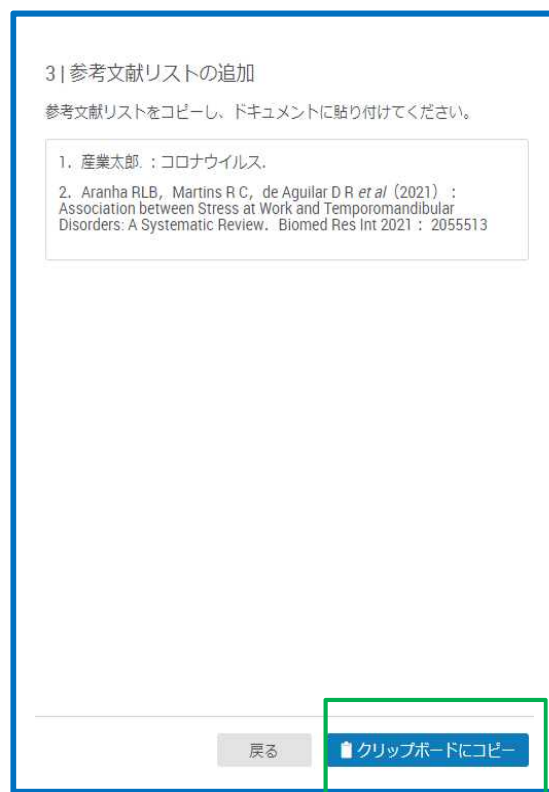 3 | 参考文献リストの追加
参考文献リストをコピーし、ドキュメントに貼り付けてください。
1. 産業太郎. : コロナウイルス.
2. Aranha RLB, Martins R C, de Aguilar D R et al (2021) :
Association between Stress at Work and Temporomandibular
Disorders: A Systematic Review. Biomed Res Int 2021 : 2055513
戻る
クリップボードにコピー